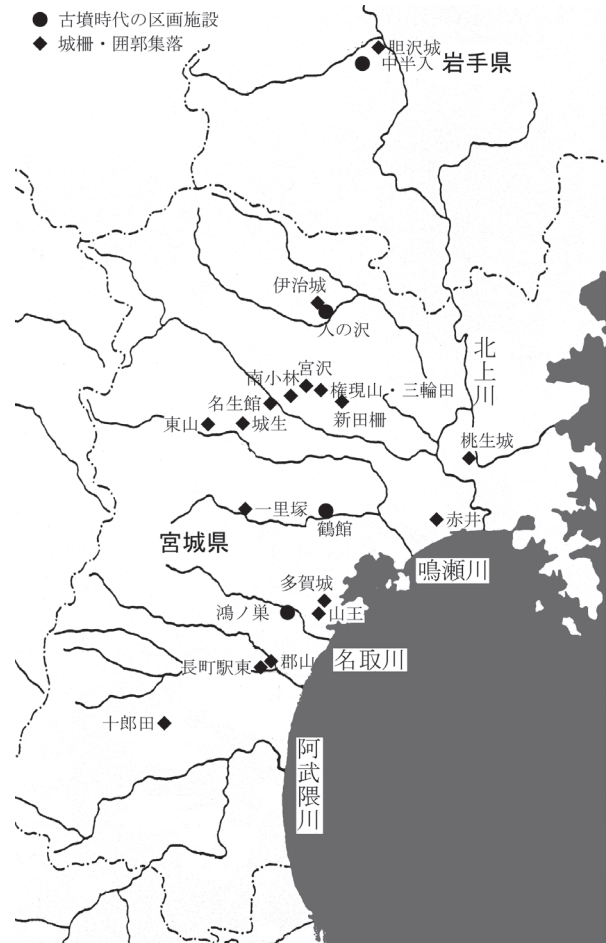 ● 古墳時代の区画施設
◆ 城柵・囲郭集落
胆沢城
中半入
岩手県
伊治城
入の沢
北上川
宮沢
南小林
権現山・三輪田
名生館
新田柵
東山
城生
桃生城
一里塚
鶴館
赤井
宮城県
鳴瀬川
多賀城
鴻ノ巣
山王
名取川
郡山
長町駅東
十郎田
阿武隈川